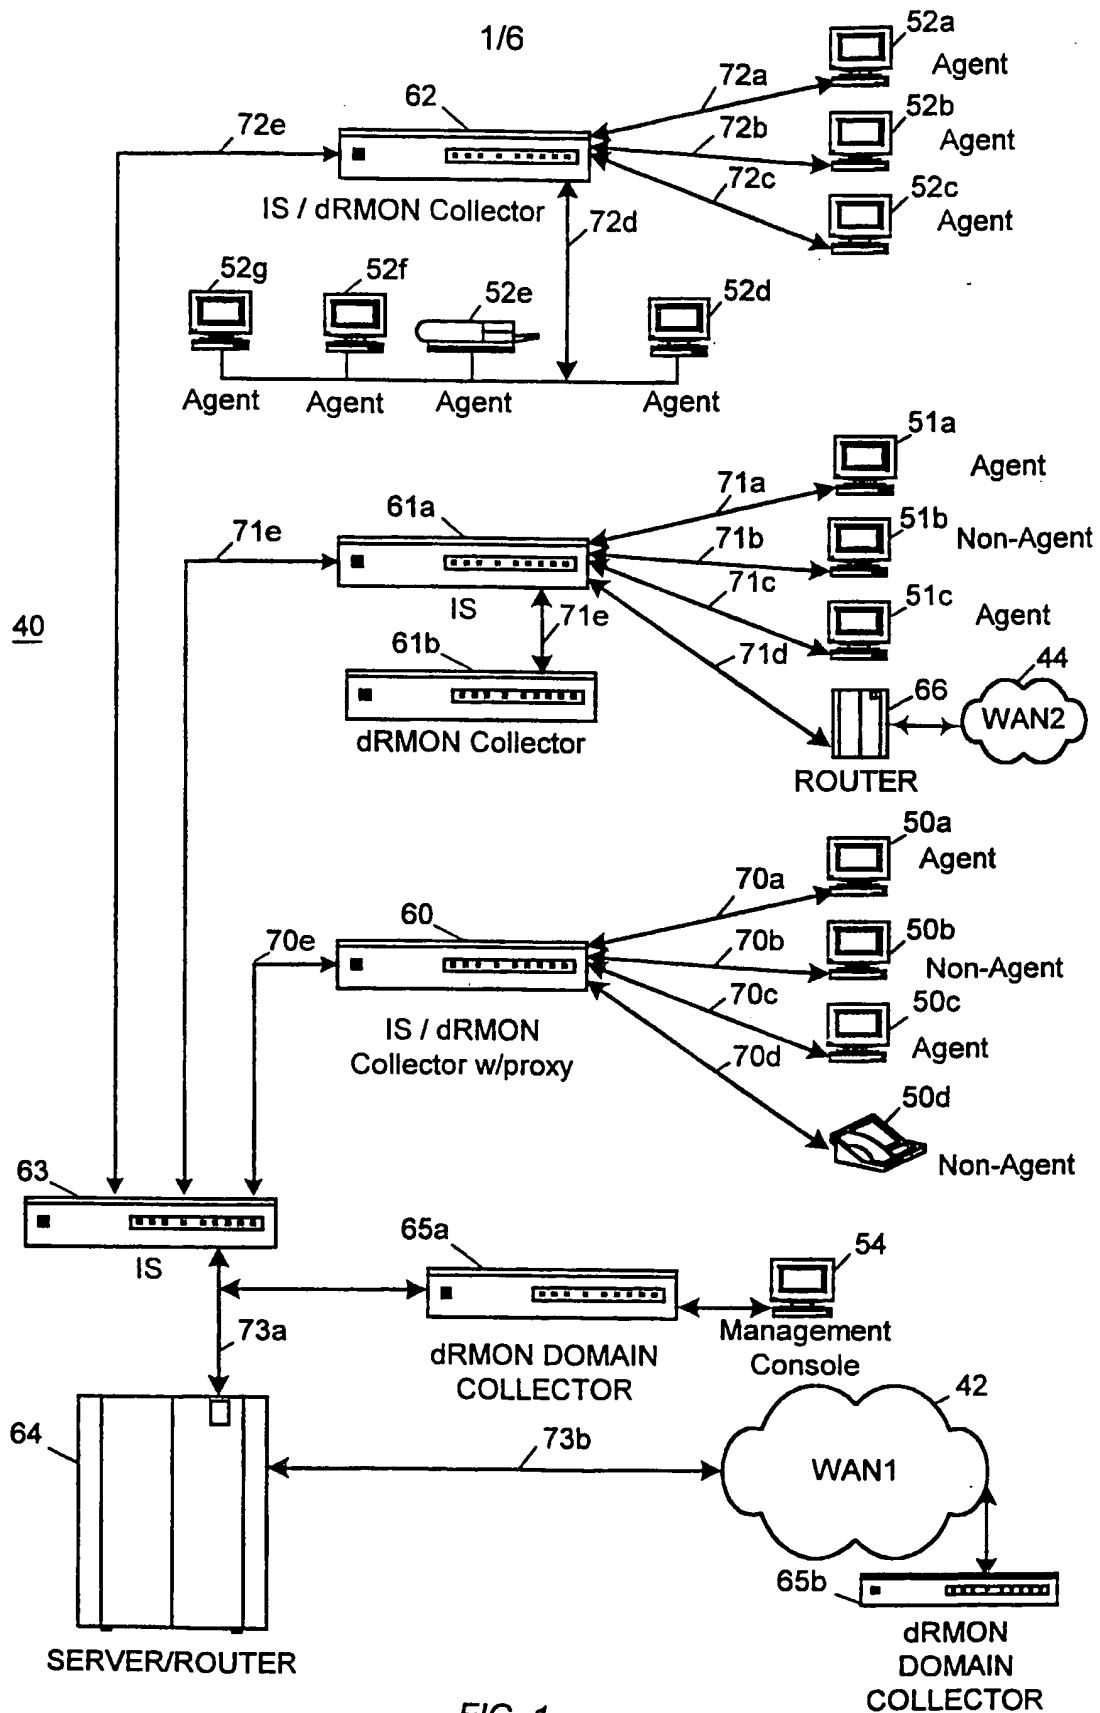 1/6
52a
Agent
72a
62
52b
72e
72b
Agent
72c
52c
IS / dRMON Collector
Agent
72d
52g
52f
52e
52d
Agent
Agent
Agent
Agent
51a
Agent
71a
61a
51b
71e
71b
Non-Agent
71c
51c
IS
71e
Agent
40
61b
71d
44
66
WAN2
dRMON Collector
ROUTER
50a
Agent
70a
60
50b
70e
70b
Non-Agent
70c
50c
IS / dRMON
Collector w/proxy
70d
Agent
50d
63
Non-Agent
65a
54
IS
73a
Management
Console
dRMON DOMAIN
COLLECTOR
42
64
73b
WAN1
65b
SERVER/ROUTER
dRMON
DOMAIN
COLLECTOR
FIG. 1